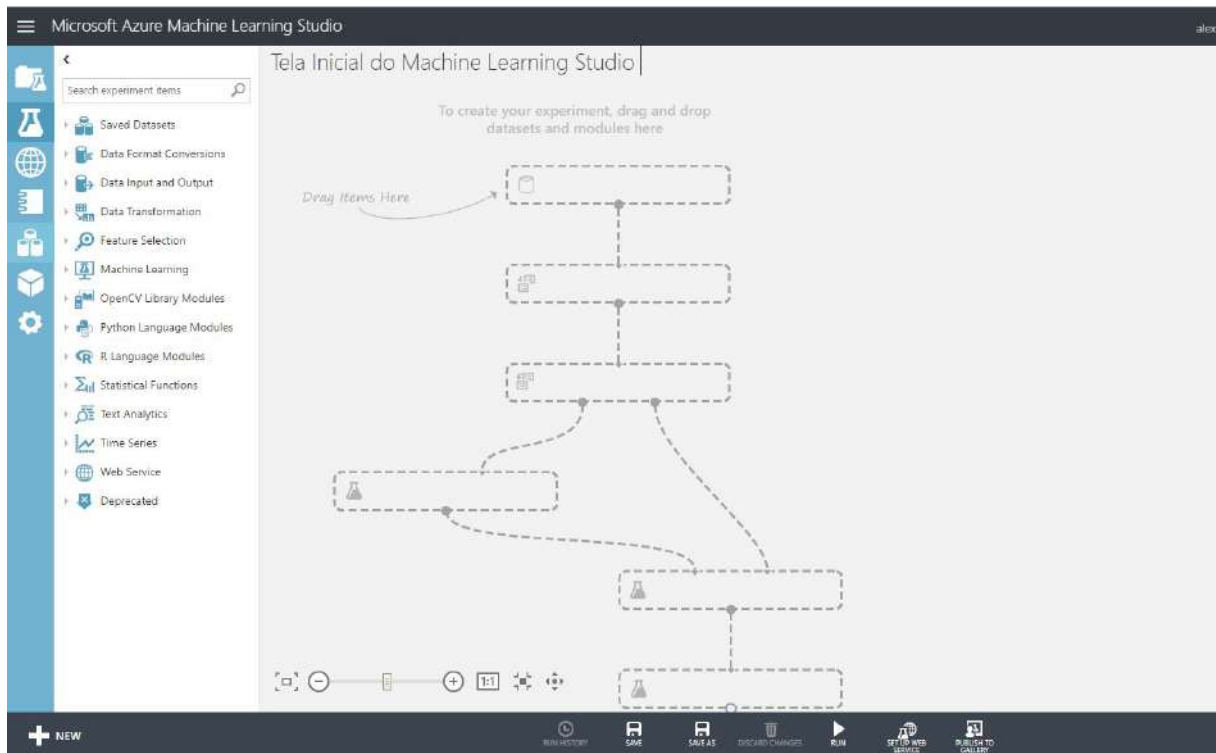 Microsoft Azure Machine Learning Studio
alex
Search experiment items
Saved Datasets
Data Format Conversions
Data Input and Output
Data Transformation
Feature Selection
Machine Learning
OpenCV Library Modules
Python Language Modules
R Language Modules
Statistical Functions
Text Analytics
Time Series
Web Service
Deprecated
Tela Inicial do Machine Learning Studio
To create your experiment, drag and drop
datasets and modules here
Drag Items Here
1:1
NEW
RUN HISTORY
SAVE
SAVE AS
DISCARD CHANGES
RUN
SET UP WEB
SERVICE
PUBLISH TO
GALLERY